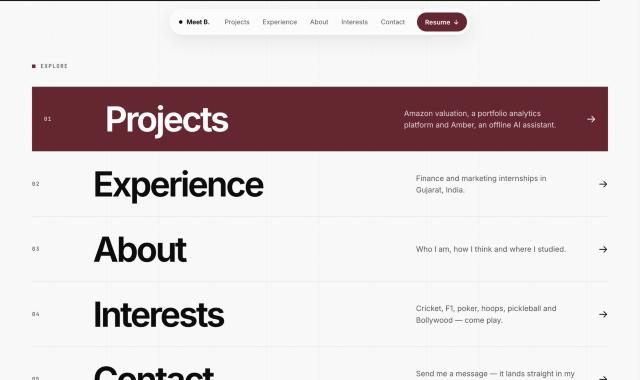 Meet B. Projects Experience About Interests Contact Resume ↓
EXPLORE
01 Projects Amazon valuation, a portfolio analytics
platform and Amber, an offline AI assistant. →
02 Experience Finance and marketing internships in
Gujarat, India. →
03 About Who I am, how I think and where I studied. →
04 Interests Cricket, F1, poker, hoops, pickleball and
Bollywood — come play. →
05 Contact Send me a message — it lands straight in my